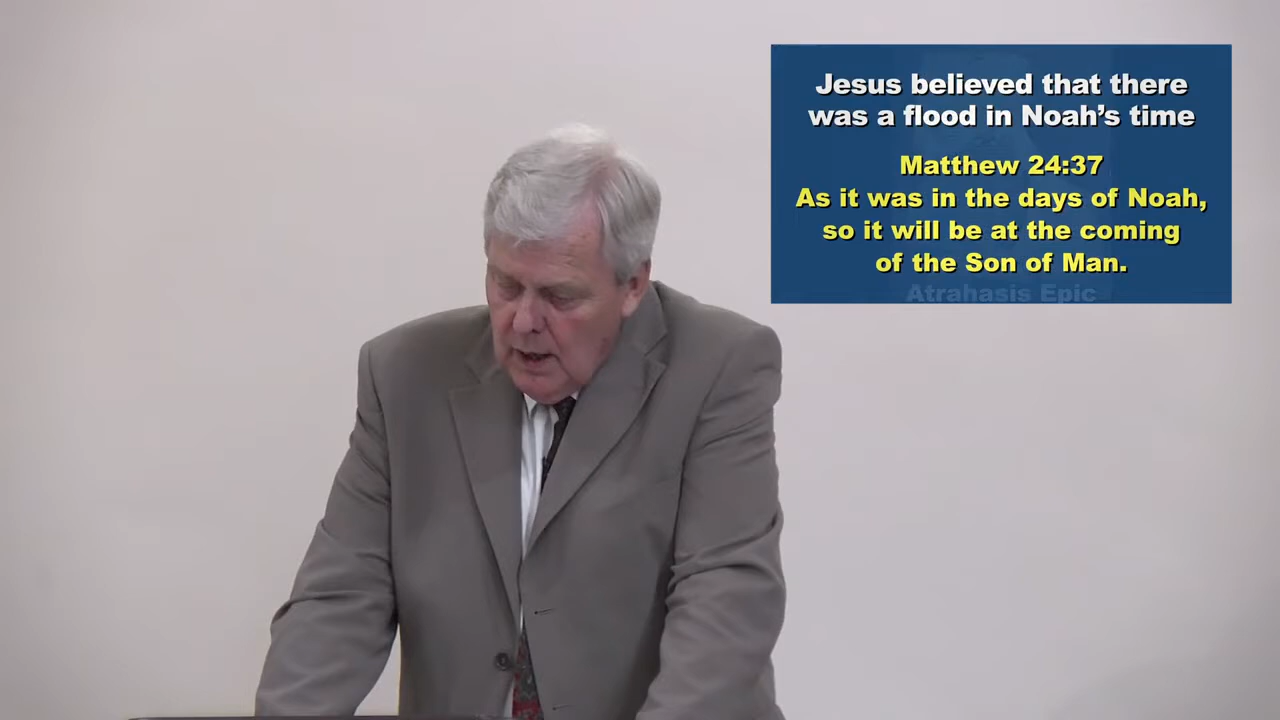 Jesus believed that there
was a flood in Noah’s time
Matthew 24:37
As it was in the days of Noah,
so it will be at the coming
of the Son of Man.
Atrahasis Epic